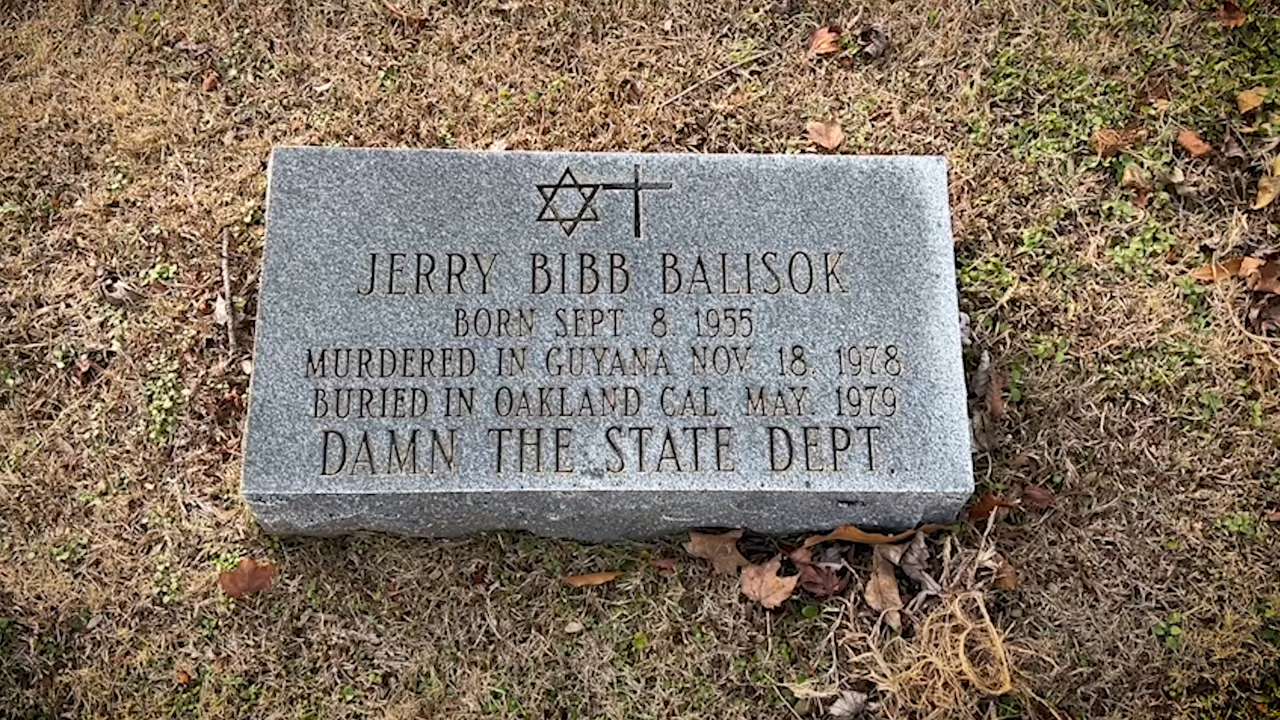 JERRY BIBB BALISOK
BORN SEPT. 8. 1955
MURDERED IN GUYANA NOV. 18. 1978
BURIED IN OAKLAND CAL. MAY. 1979
DAMN THE STATE DEPT.